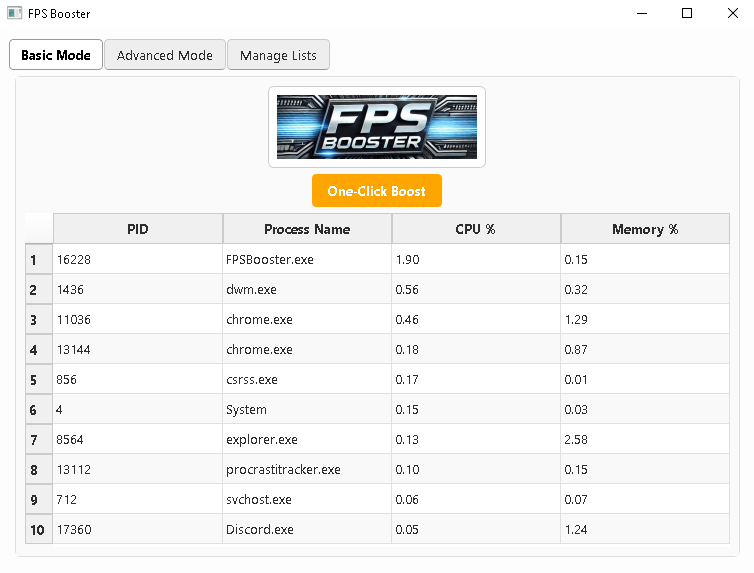 FPS Booster
Basic Mode Advanced Mode Manage Lists
FPS
BOOSTER
One-Click Boost
PID Process Name CPU % Memory %
1 16228 FPSBooster.exe 1.90 0.15
2 1436 dwm.exe 0.56 0.32
3 11036 chrome.exe 0.46 1.29
4 13144 chrome.exe 0.18 0.87
5 856 csrss.exe 0.17 0.01
6 4 System 0.15 0.03
7 8564 explorer.exe 0.13 2.58
8 13112 procrastitracker.exe 0.10 0.15
9 712 svchost.exe 0.06 0.07
10 17360 Discord.exe 0.05 1.24